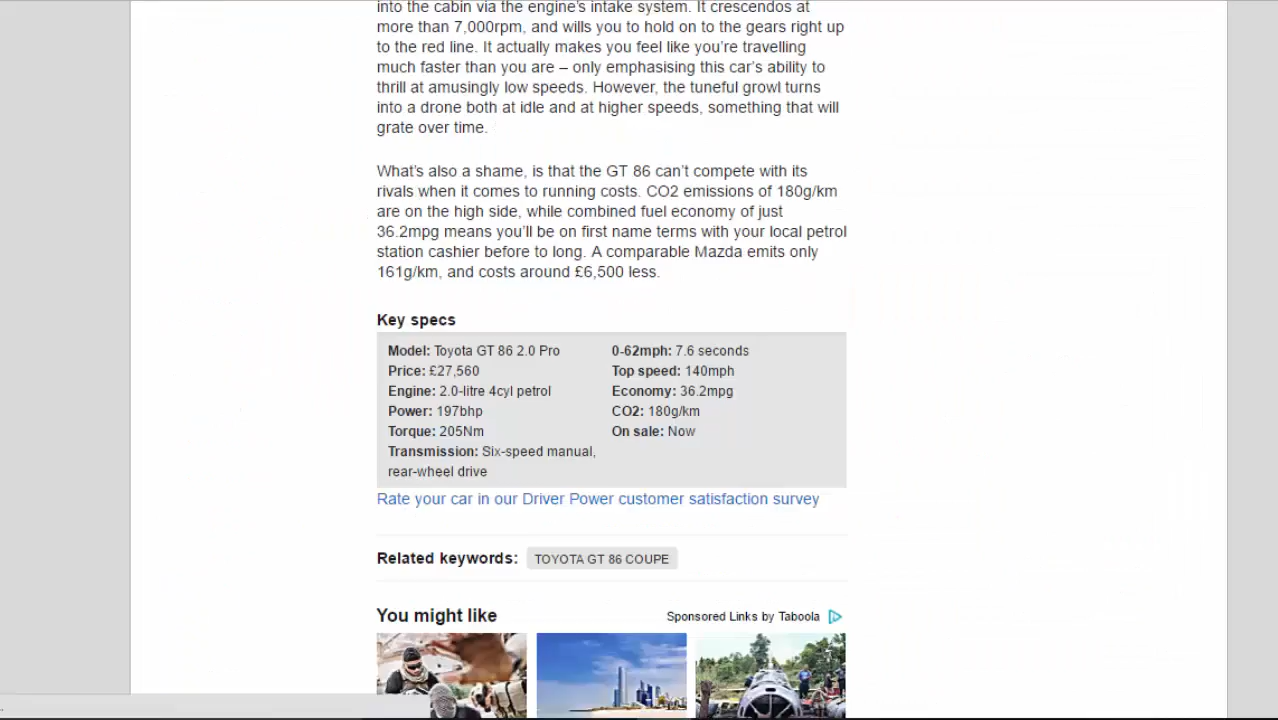 into the cabin via the engine's intake system. It crescendos at
more than 7,000rpm, and wills you to hold on to the gears right up
to the red line. It actually makes you feel like you're travelling
much faster than you are – only emphasising this car's ability to
thrill at amusingly low speeds. However, the tuneful growl turns
into a drone both at idle and at higher speeds, something that will
grate over time.
What's also a shame, is that the GT 86 can't compete with its
rivals when it comes to running costs. CO2 emissions of 180g/km
are on the high side, while combined fuel economy of just
36.2mpg means you'll be on first name terms with your local petrol
station cashier before to long. A comparable Mazda emits only
161g/km, and costs around £6,500 less.
Key specs
Model: Toyota GT 86 2.0 Pro
Price: £27,560
Engine: 2.0-litre 4cyl petrol
Power: 197bhp
Torque: 205Nm
Transmission: Six-speed manual,
rear-wheel drive
0-62mph: 7.6 seconds
Top speed: 140mph
Economy: 36.2mpg
CO2: 180g/km
On sale: Now
Rate your car in our Driver Power customer satisfaction survey
Related keywords: TOYOTA GT 86 COUPE
You might like Sponsored Links by Taboola